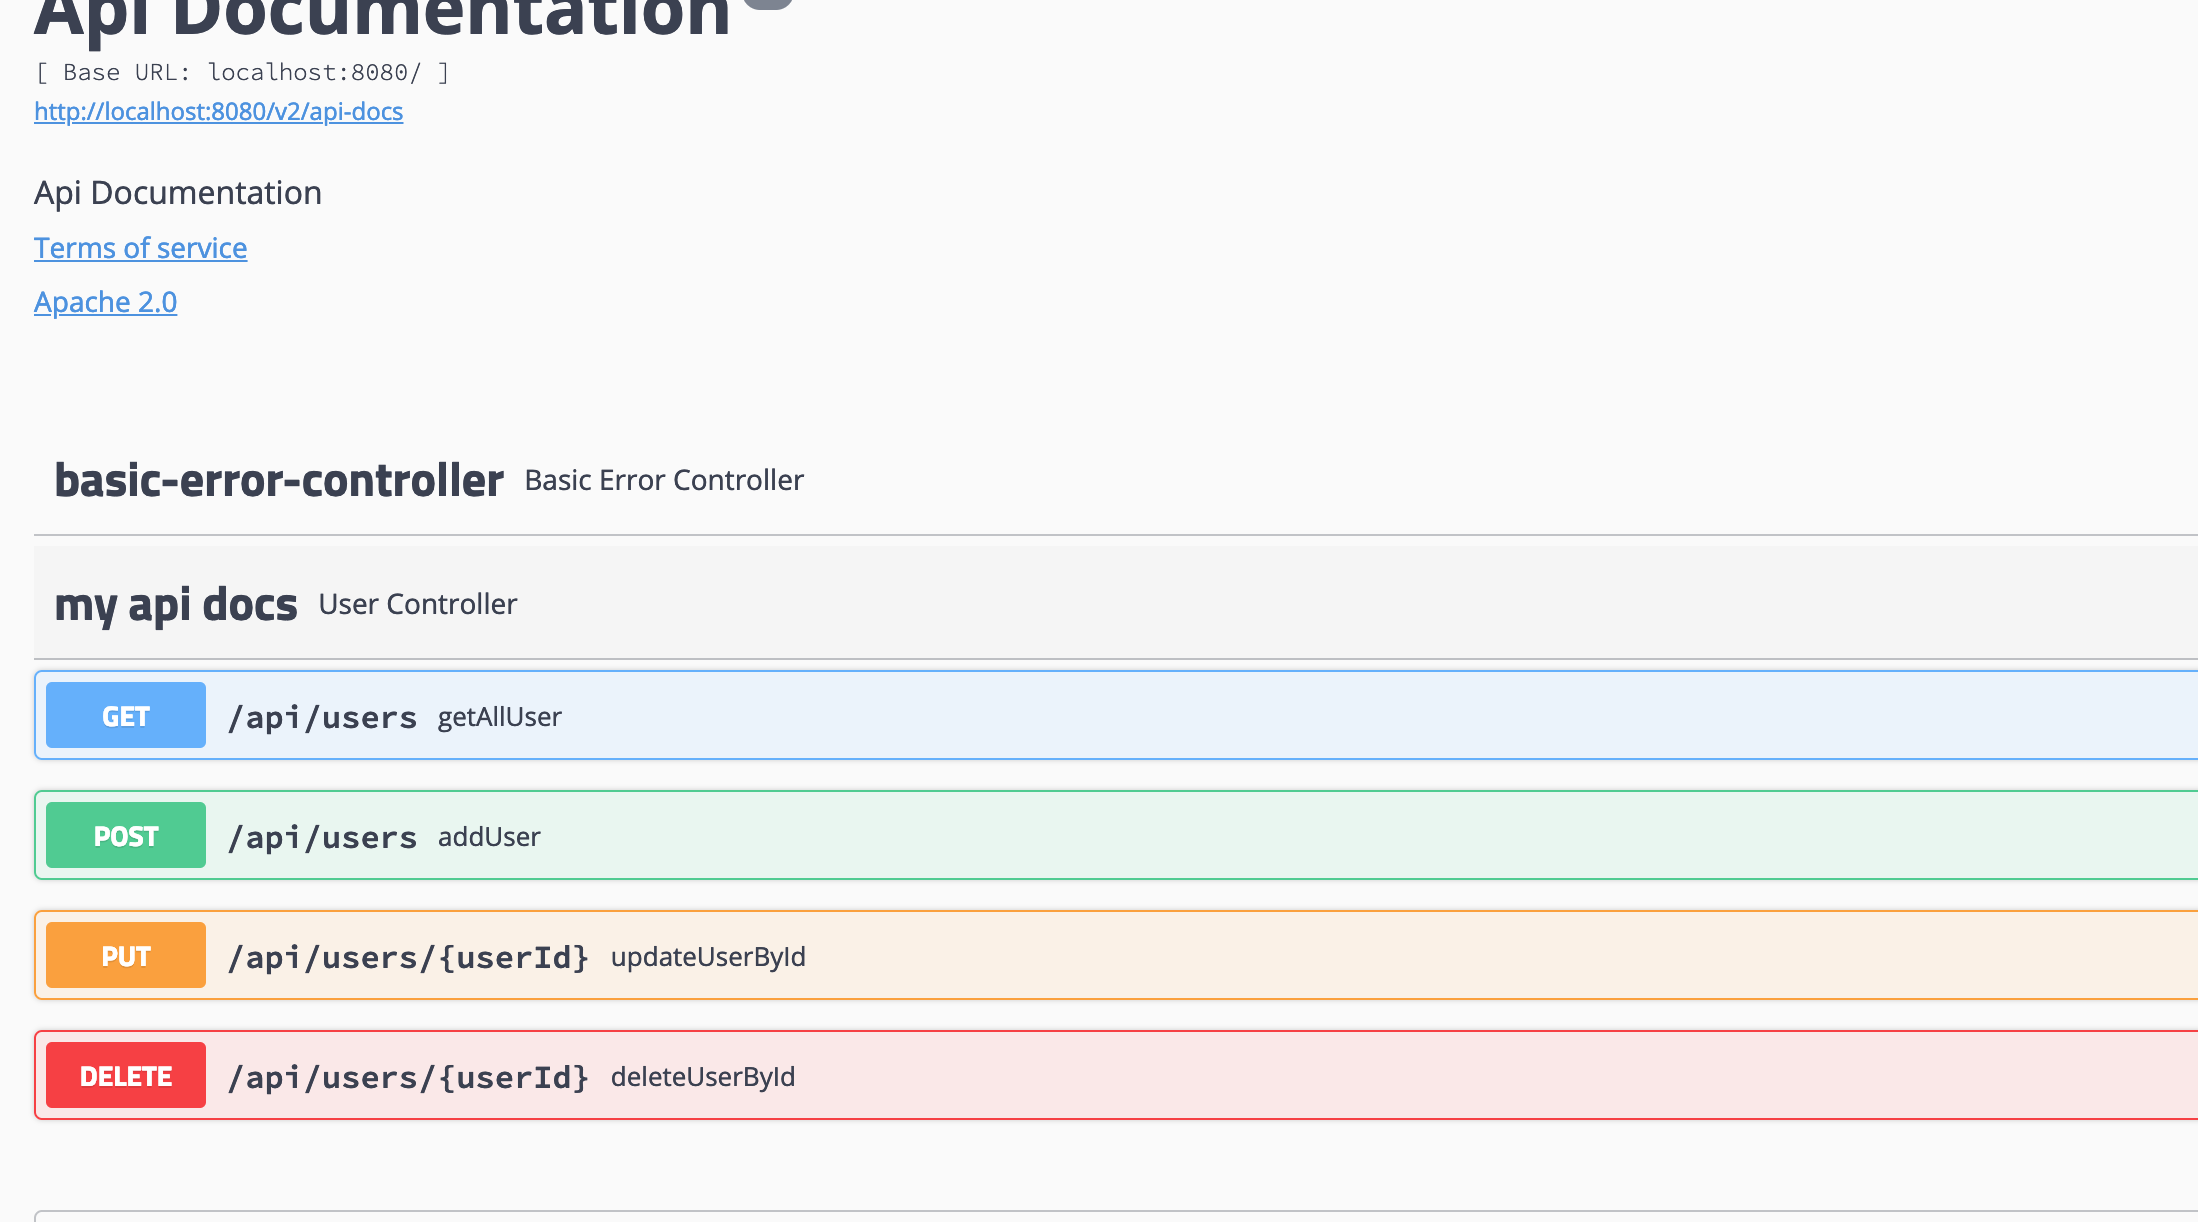 Api Documentation
[ Base URL: localhost:8080/ ]
http://localhost:8080/v2/api-docs
Api Documentation
Terms of service
Apache 2.0
basic-error-controller Basic Error Controller
my api docs User Controller
GET /api/users getAllUser
POST /api/users addUser
PUT /api/users/{userId} updateUserById
DELETE /api/users/{userId} deleteUserById